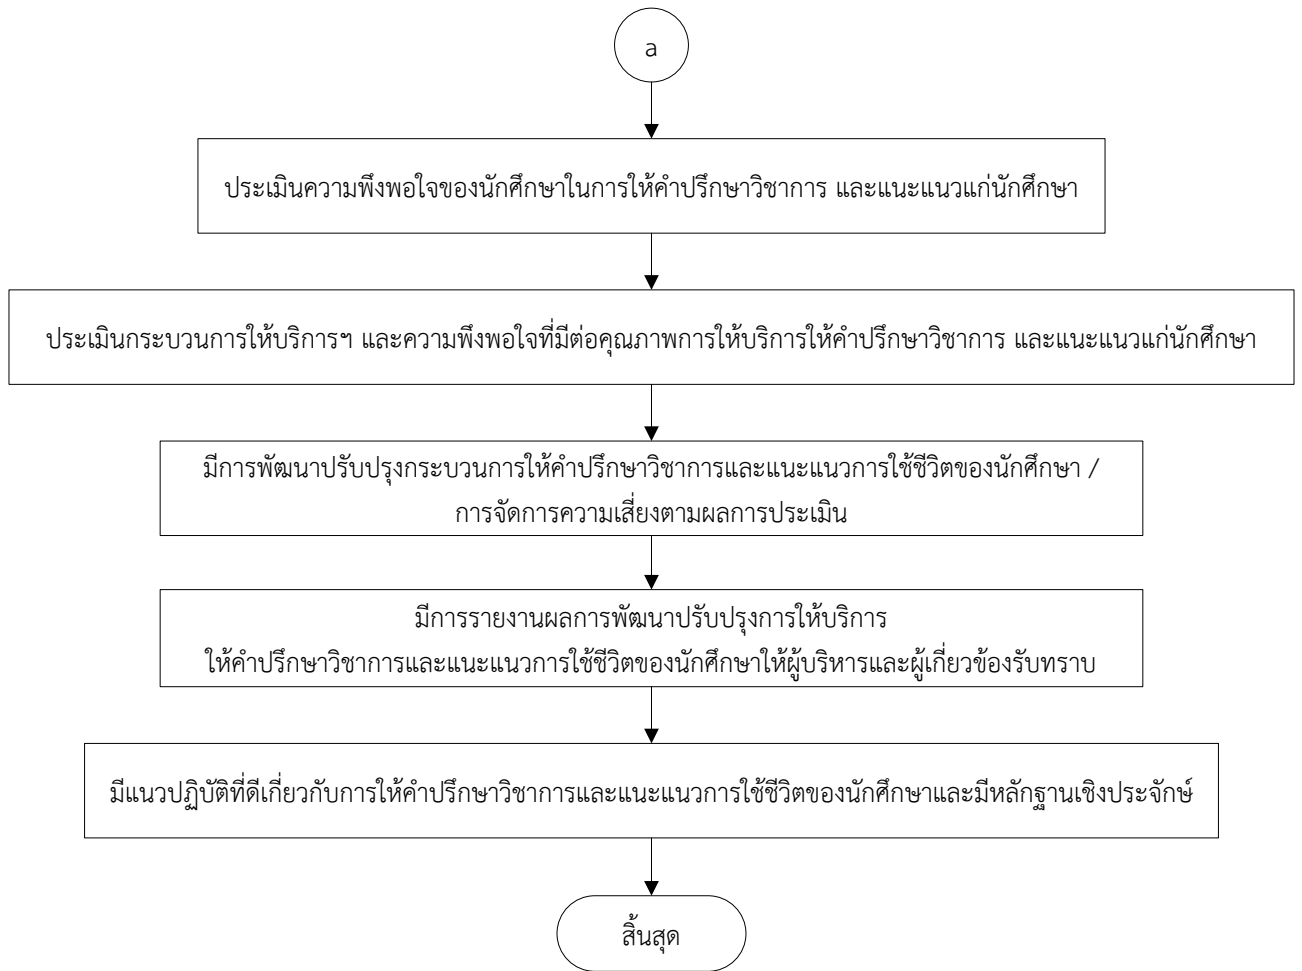 a
ประเมินความพึงพอใจของนักศึกษาในการให้คำปรึกษาวิชาการ และแนะแนวแก่นักศึกษา
ประเมินกระบวนการให้บริการฯ และความพึงพอใจที่มีต่อคุณภาพการให้บริการให้คำปรึกษาวิชาการ และแนะแนวแก่นักศึกษา
มีการพัฒนาปรับปรุงกระบวนการให้คำปรึกษาวิชาการและแนะแนวการใช้ชีวิตของนักศึกษา /
การจัดการความเสี่ยงตามผลการประเมิน
มีการรายงานผลการพัฒนาปรับปรุงการให้บริการ
ให้คำปรึกษาวิชาการและแนะแนวการใช้ชีวิตของนักศึกษาให้ผู้บริหารและผู้เกี่ยวข้องรับทราบ
มีแนวปฏิบัติที่ดีเกี่ยวกับการให้คำปรึกษาวิชาการและแนะแนวการใช้ชีวิตของนักศึกษาและมีหลักฐานเชิงประจักษ์
สิ้นสุด